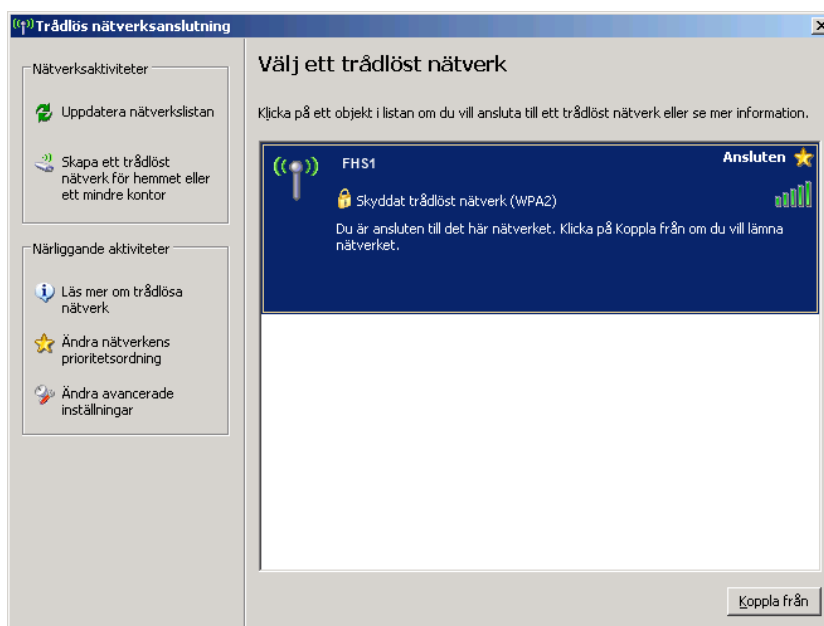 Trådlös nätverksanslutning
Nätverksaktiviteter
Uppdatera nätverkslistan
Skapa ett trådlöst
nätverk för hemmet eller
ett mindre kontor
Närliggande aktiviteter
Läs mer om trådlösa
nätverk
Ändra nätverkens
prioritetsordning
Ändra avancerade
inställningar
Välj ett trådlöst nätverk
Klicka på ett objekt i listan om du vill ansluta till ett trådlöst nätverk eller se mer information.
FHS1
Ansluten
Skyddat trådlöst nätverk (WPA2)
Du är ansluten till det här nätverket. Klicka på Koppla från om du vill lämna
nätverket.
Koppla från